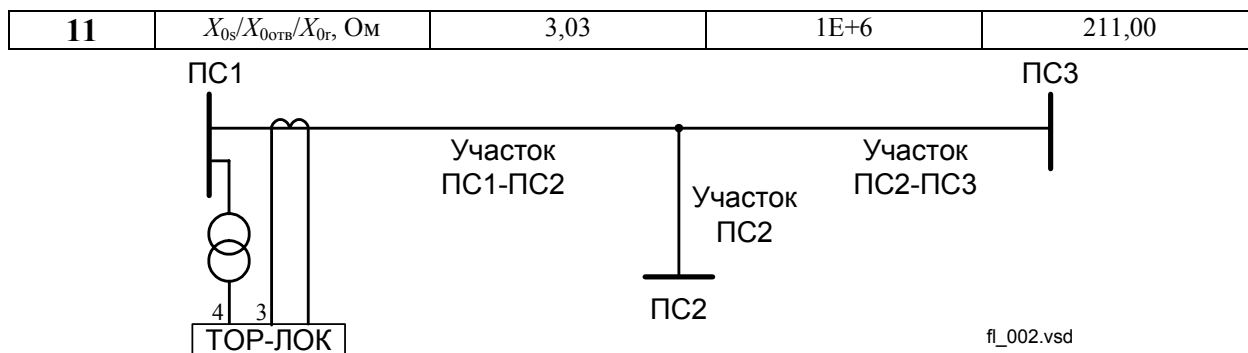 11 X0s/X0отв/X0г, Ом 3,03 1E+6 211,00
ПС1 ПС3
Участок ПС1-ПС2
Участок ПС2-ПС3
Участок ПС2
ПС2
4 3
ТОР-ЛОК
fl_002.vsd